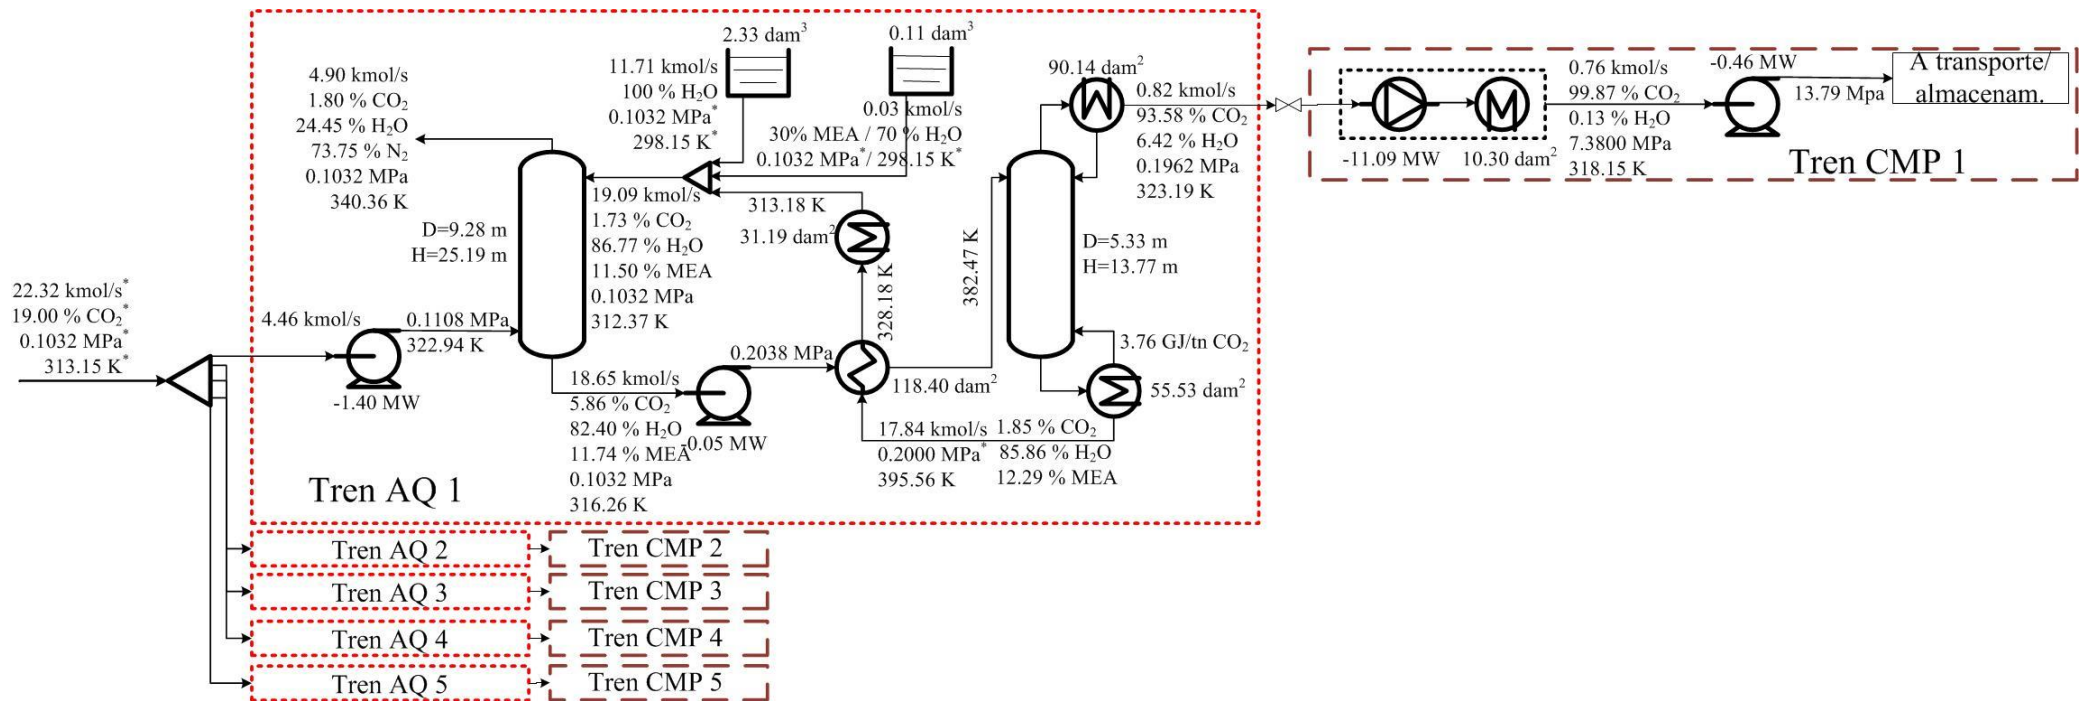 22.32 kmol/s*
19.00 % CO₂*
0.1032 MPa*
313.15 K*
4.46 kmol/s
-1.40 MW
0.1108 MPa
322.94 K
4.90 kmol/s
1.80 % CO₂
24.45 % H₂O
73.75 % N₂
0.1032 MPa
340.36 K
D=9.28 m
H=25.19 m
19.09 kmol/s
1.73 % CO₂
86.77 % H₂O
11.50 % MEA
0.1032 MPa
312.37 K
2.33 dam³
11.71 kmol/s
100 % H₂O
0.1032 MPa*
298.15 K*
0.11 dam³
0.03 kmol/s
30% MEA / 70 % H₂O
0.1032 MPa*/ 298.15 K*
313.18 K
31.19 dam²
328.18 K
18.65 kmol/s
5.86 % CO₂
82.40 % H₂O
11.74 % MEA
0.1032 MPa
316.26 K
-0.05 MW
0.2038 MPa
118.40 dam²
382.47 K
17.84 kmol/s
0.2000 MPa*
395.56 K
1.85 % CO₂
85.86 % H₂O
12.29 % MEA
D=5.33 m
H=13.77 m
3.76 GJ/tn CO₂
55.53 dam²
90.14 dam²
0.82 kmol/s
93.58 % CO₂
6.42 % H₂O
0.1962 MPa
323.19 K
Tren AQ 1
-11.09 MW
10.30 dam²
0.76 kmol/s
99.87 % CO₂
0.13 % H₂O
7.3800 MPa
318.15 K
-0.46 MW
13.79 Mpa
A transporte/
almacenam.
Tren CMP 1
Tren AQ 2
Tren CMP 2
Tren AQ 3
Tren CMP 3
Tren AQ 4
Tren CMP 4
Tren AQ 5
Tren CMP 5